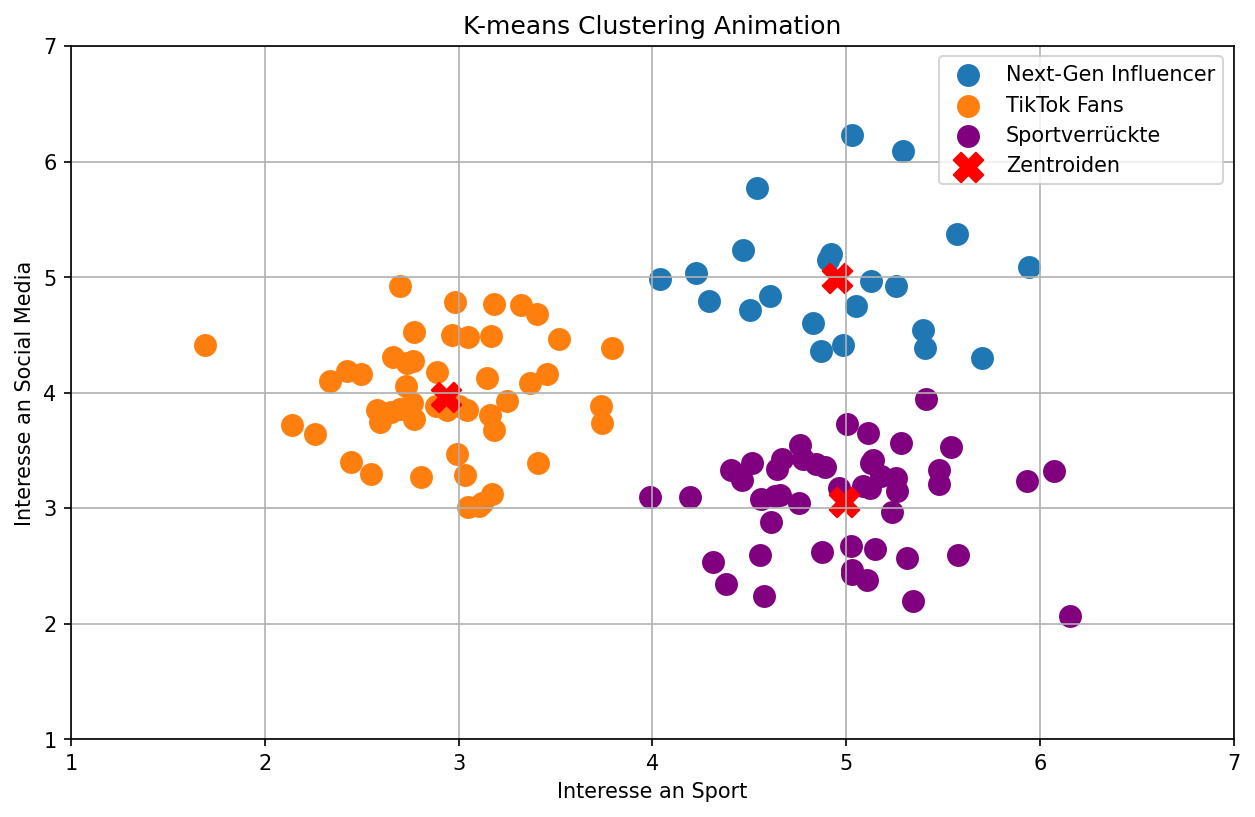 K-means Clustering Animation
Next-Gen Influencer
TikTok Fans
Sportverrückte
Zentroiden
Interesse an Social Media
7
6
5
4
3
2
1
1 2 3 4 5 6 7
Interesse an Sport